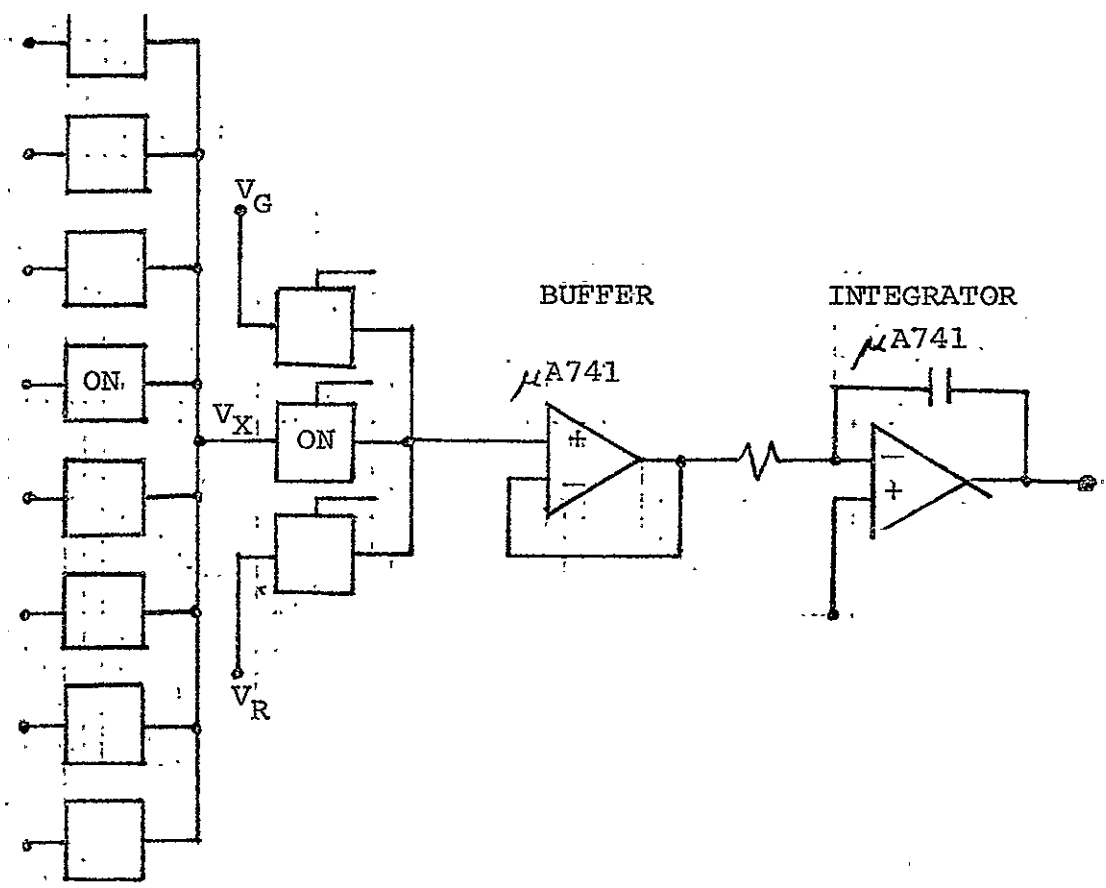 V_G
BUFFER
INTEGRATOR
μA741
μA741
ON
V_X
ON
+
−
−
+
V_R